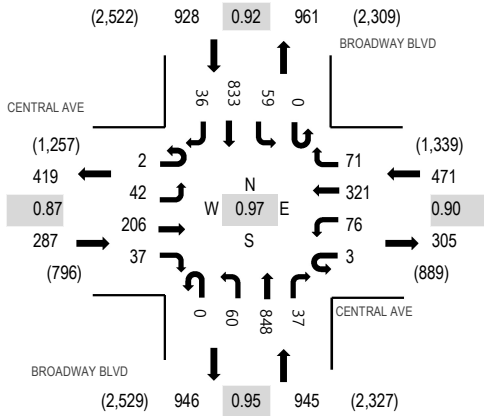 (2,522) 928 0.92 961 (2,309)
BROADWAY BLVD
36 833 59 0
CENTRAL AVE
(1,257) (1,339)
419 2 71 471
42 N 321
0.87 W 0.97 E 0.90
206 76
287 S 305
37 3
(796) (889)
0 60 848 37
CENTRAL AVE
BROADWAY BLVD
(2,529) 946 0.95 945 (2,327)